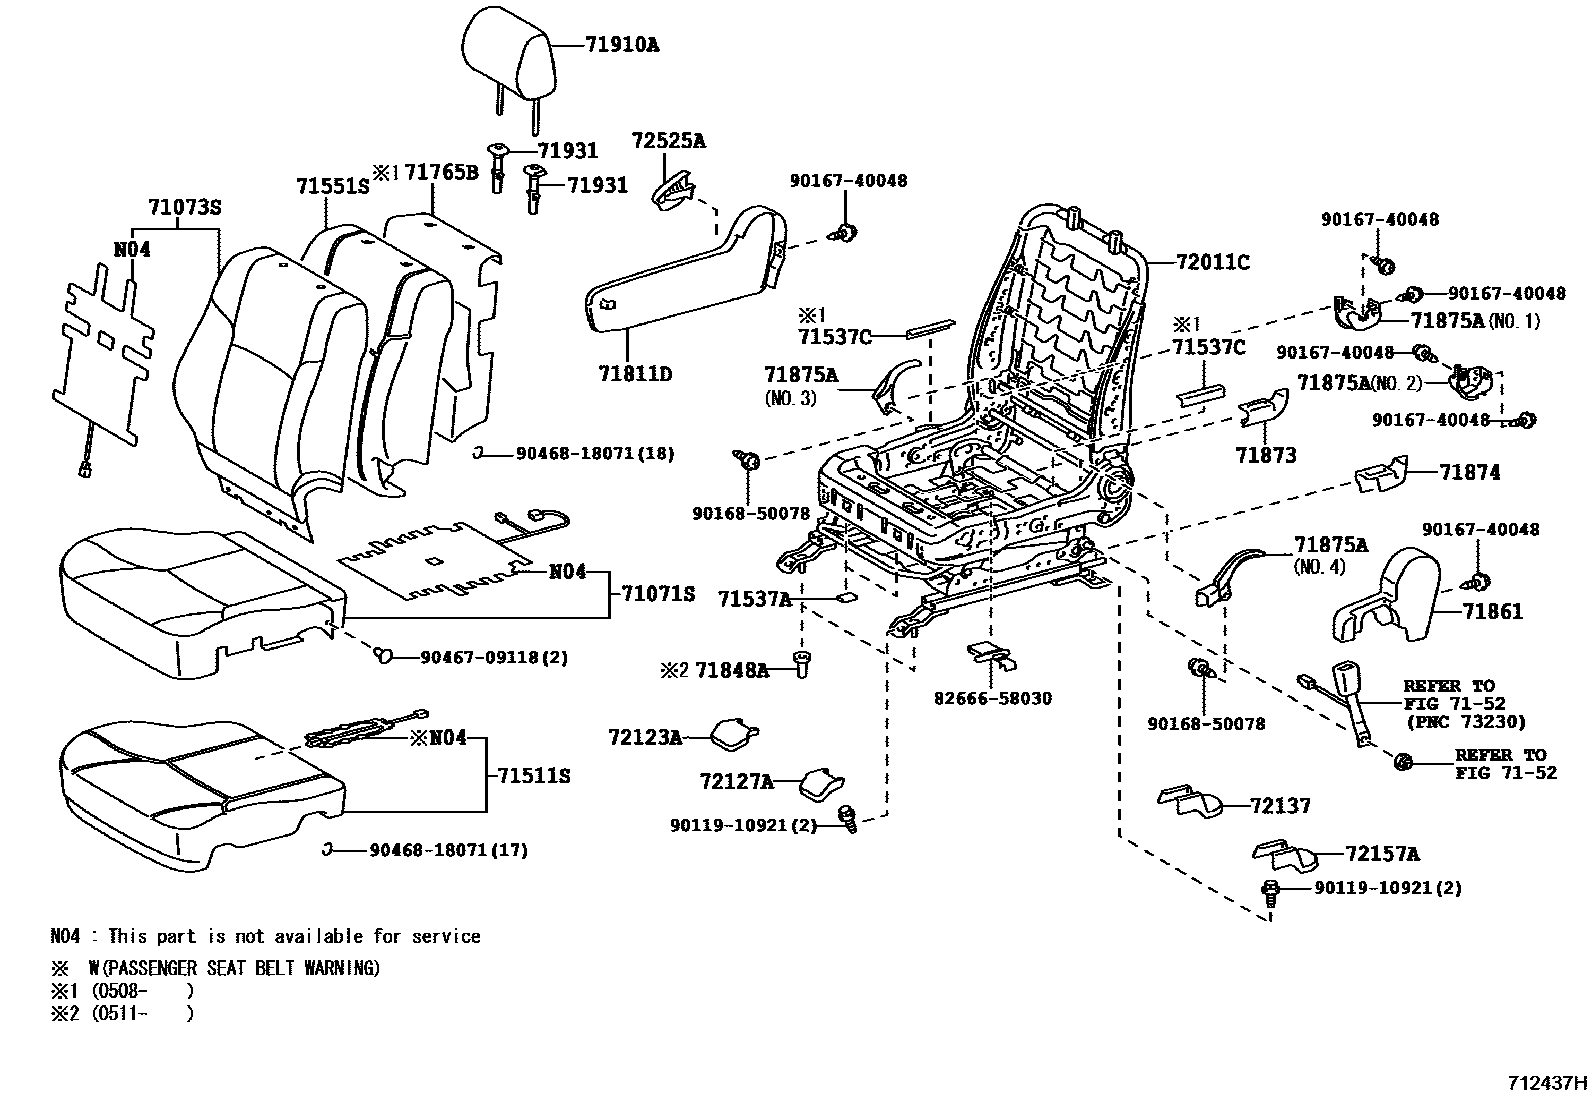 71910A
72525A
71931
※1 71765B
90167-40048
71551S
71931
71073S
90167-40048
N04
72011C
90167-40048
※1
71875A(NO.1)
※1
71537C
71537C
90167-40048
71811D
71875A
(NO.3)
71875A(NO.2)
90167-40048
90468-18071(18)
71873
71874
90168-50078
90167-40048
71875A
(NO.4)
N04
71071S
71537A
71861
90467-09118(2)
※2 71848A
REFER TO
FIG 71-52
(PNC 73230)
82666-58030
90168-50078
※N04
72123A
REFER TO
FIG 71-52
71511S
72127A
72137
90119-10921(2)
90468-18071(17)
72157A
90119-10921(2)
N04 : This part is not available for service
※ W(PASSENGER SEAT BELT WARNING)
※1 (0508- )
※2 (0511- )
712437H